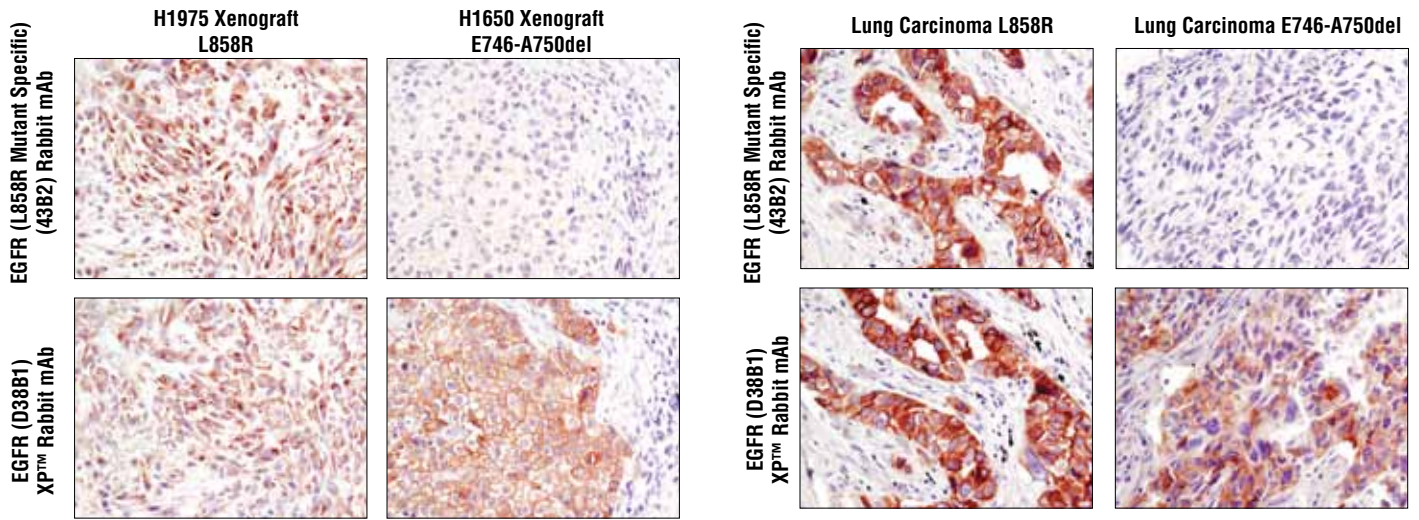 H1975 Xenograft
L858R
H1650 Xenograft
E746-A750del
EGFR (L858R Mutant Specific)
(43B2) Rabbit mAb
EGFR (D38B1)
XP™ Rabbit mAb
Lung Carcinoma L858R
Lung Carcinoma E746-A750del
EGFR (L858R Mutant Specific)
(43B2) Rabbit mAb
EGFR (D38B1)
XP™ Rabbit mAb